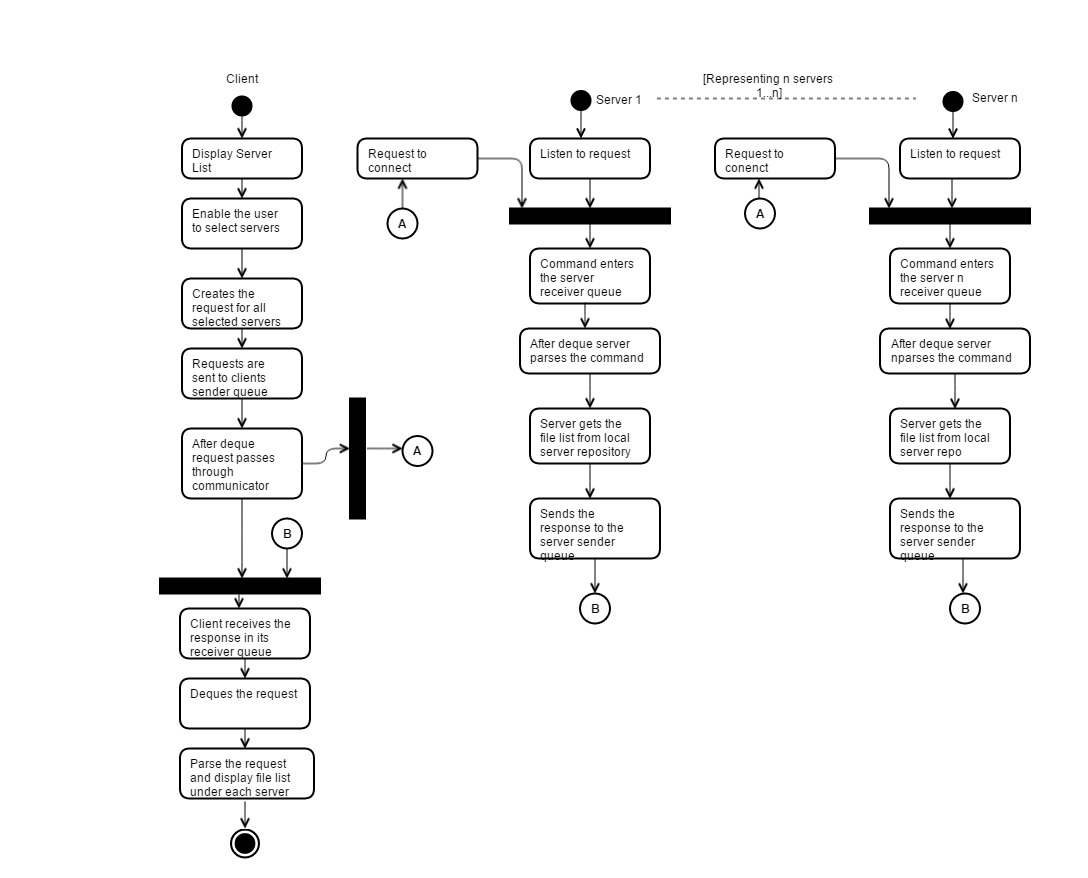 Client
Display Server
List
Enable the user
to select servers
Creates the
request for all
selected servers
Requests are
sent to clients
sender queue
After deque
request passes
through
communicator
A
B
Client receives the
response in its
receiver queue
Deques the request
Parse the request
and display file list
under each server
Server 1
Request to
connect
A
Listen to request
Command enters
the server
receiver queue
After deque server
parses the command
Server gets the
file list from local
server repository
Sends the
response to the
server sender
queue
B
[Representing n servers
1...n]
Server n
Request to
conenct
A
Listen to request
Command enters
the server n
receiver queue
After deque server
nparses the command
Server gets the
file list from local
server repo
Sends the
response to the
server sender
queue
B